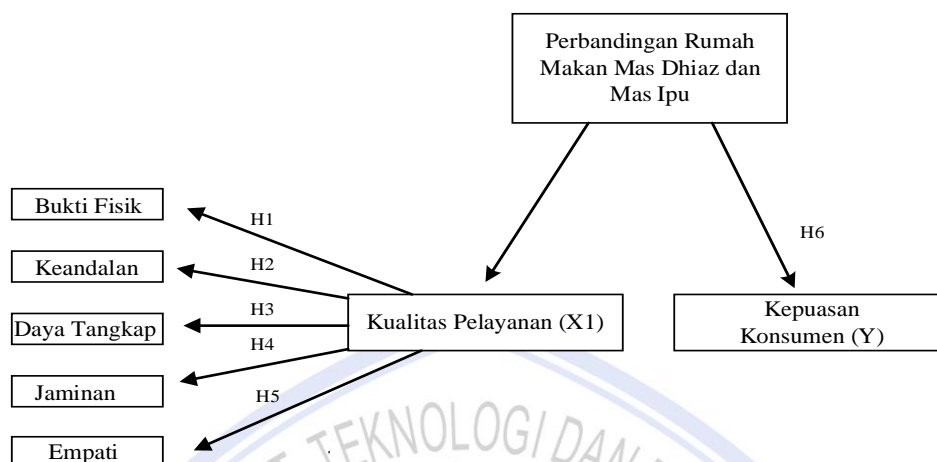 Perbandingan Rumah
Makan Mas Dhiaz dan
Mas Ipu
Bukti Fisik
H1
H6
Keandalan
H2
Daya Tangkap
H3
Kualitas Pelayanan (X1)
Kepuasan
Konsumen (Y)
H4
Jaminan
H5
Empati
TEKNOLOGI DAN